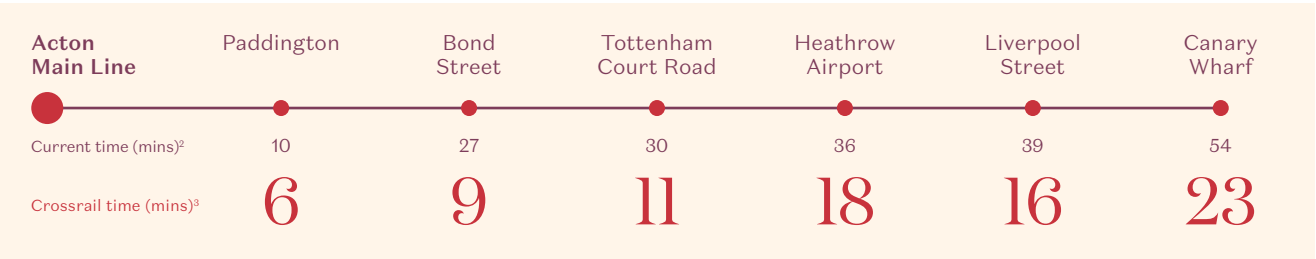 Acton
Main Line
Paddington
Bond
Street
Tottenham
Court Road
Heathrow
Airport
Liverpool
Street
Canary
Wharf
Current time (mins)² 10 27 30 36 39 54
Crossrail time (mins)³ 6 9 11 18 16 23